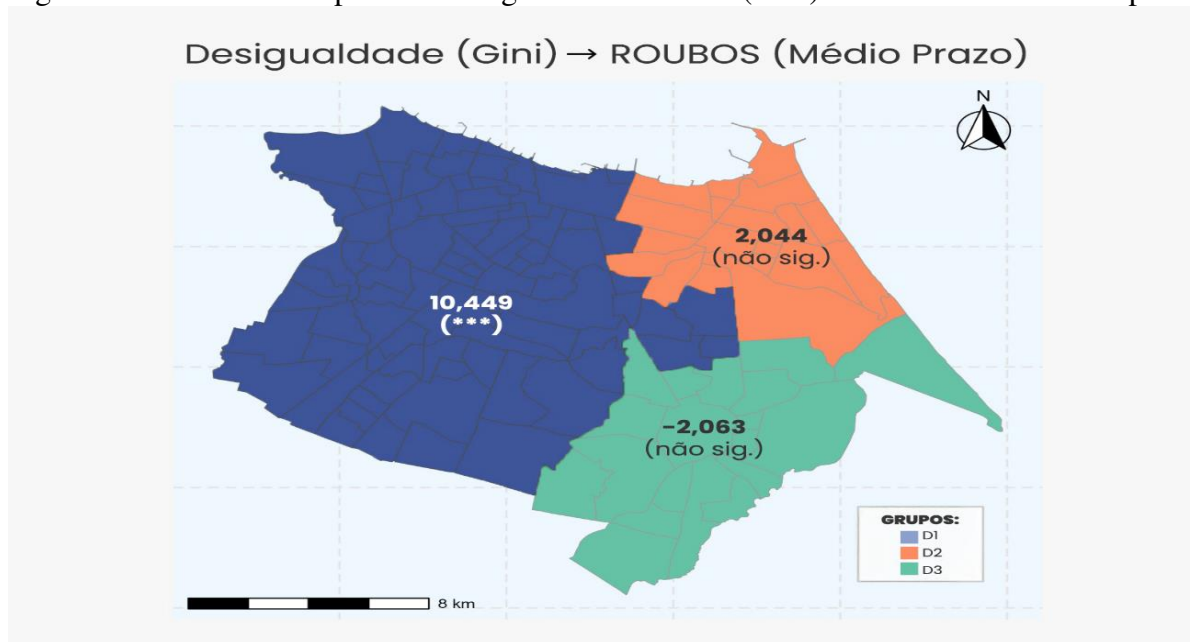 Desigualdade (Gini) → ROUBOS (Médio Prazo)
N
2,044
(não sig.)
10,449
(***)
-2,063
(não sig.)
GRUPOS:
D1
D2
D3
8 km